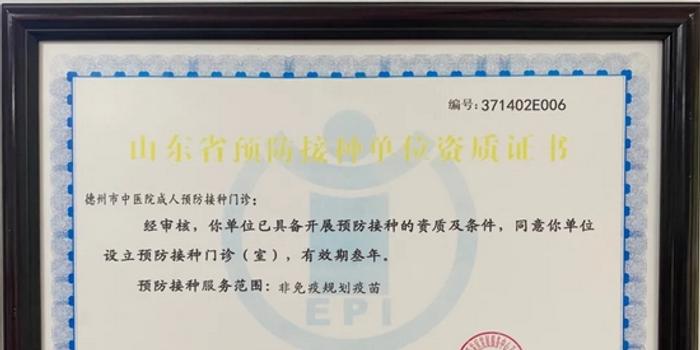 编号:371402E006
山东省预防接种单位资质证书
德州市中医院成人预防接种门诊:
经审核,你单位已具备开展预防接种的资质及条件,同意你单位
设立预防接种门诊(室),有效期叁年。
预防接种服务范围:非免疫规划疫苗
EPI